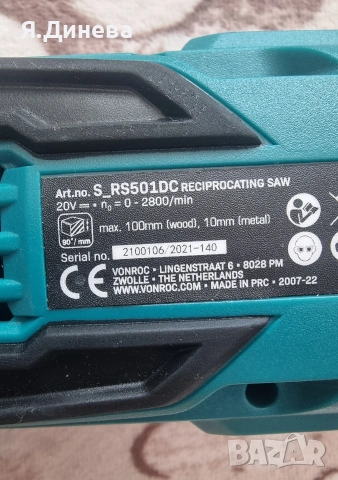 S.Динева
Art.no. S_RS501DC RECIPROCATING SAW
20V ⎓ • n₀ = 0 - 2800/min
90°/mm
max. 100mm (wood), 10mm (metal)
Serial no. 2100106/2021-140
CE
VONROC • LINGENSTRAAT 6 • 8028 PM
ZWOLLE • THE NETHERLANDS
WWW.VONROC.COM • MADE IN PRC • 2007-22
BAZAR